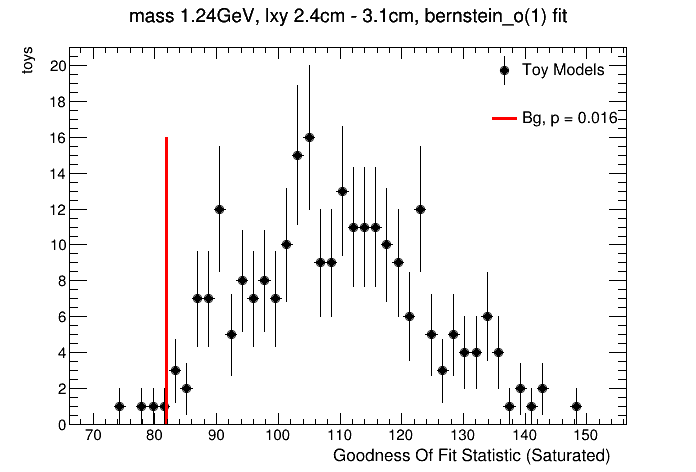 mass 1.24GeV, lxy 2.4cm - 3.1cm, bernstein_o(1) fit
toys
20
18
16
14
12
10
8
6
4
2
0
Toy Models
Bg, p = 0.016
70 80 90 100 110 120 130 140 150
Goodness Of Fit Statistic (Saturated)